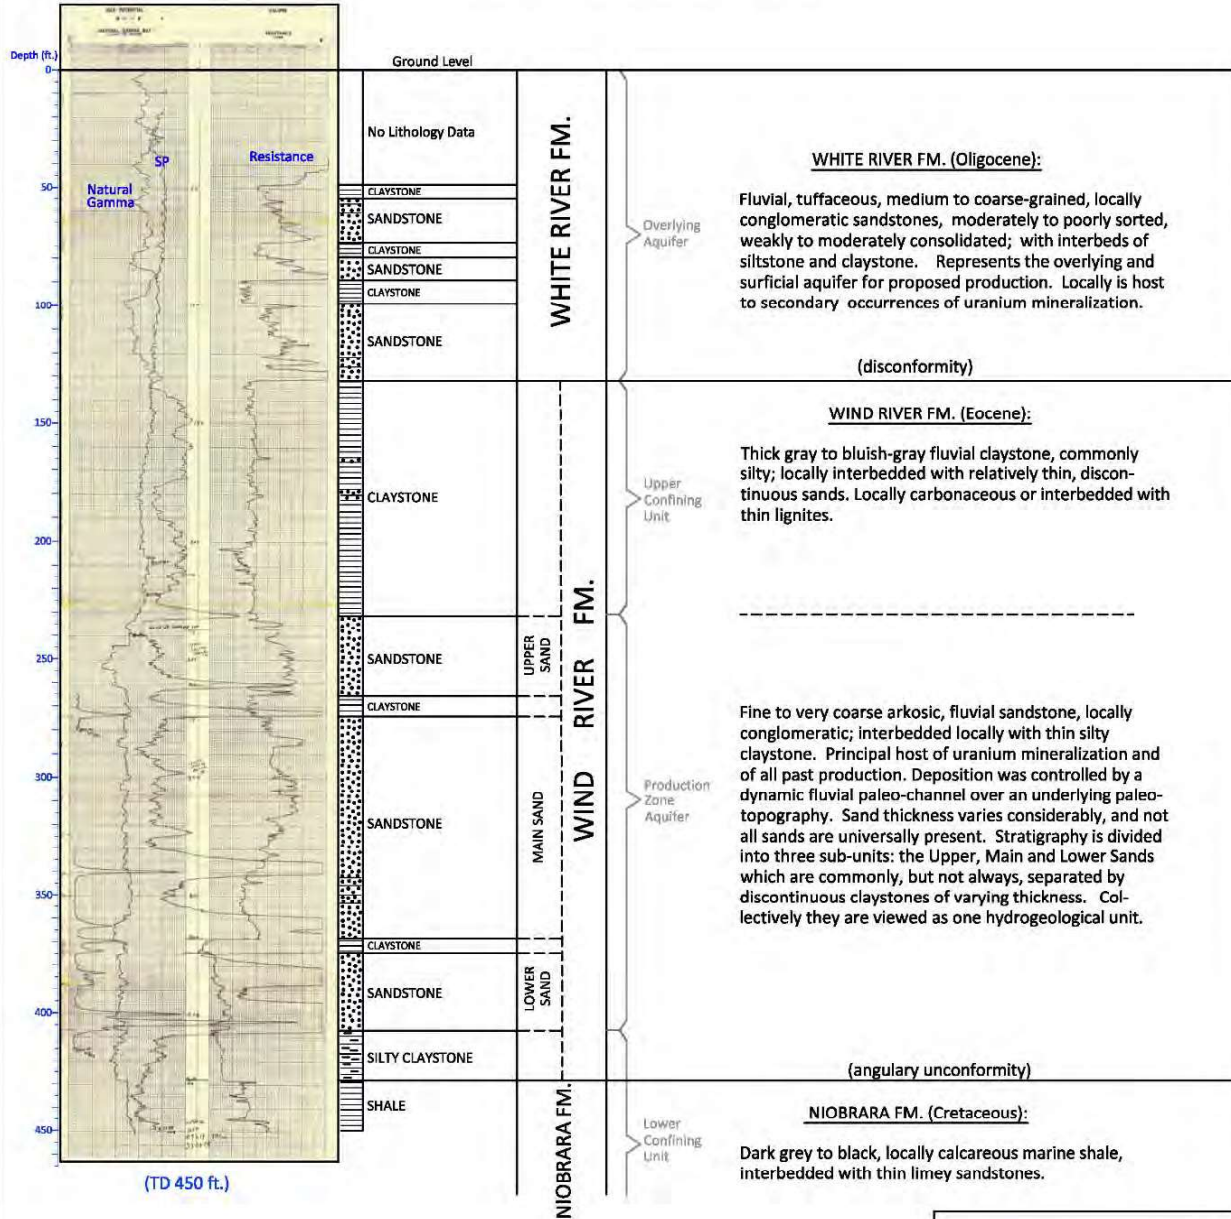 Depth (ft.)
Ground Level
0
50
100
150
200
250
300
350
400
450
SP
Resistance
Natural
Gamma
No Lithology Data
CLAYSTONE
SANDSTONE
CLAYSTONE
SANDSTONE
CLAYSTONE
SANDSTONE
CLAYSTONE
SANDSTONE
CLAYSTONE
SANDSTONE
CLAYSTONE
SANDSTONE
SILTY CLAYSTONE
SHALE
(TD 450 ft.)
UPPER
SAND
MAIN SAND
LOWER
SAND
WHITE RIVER FM.
WIND RIVER FM.
NIOBRARA FM.
Overlying
Aquifer
Upper
Confining
Unit
Production
Zone
Aquifer
Lower
Confining
Unit
WHITE RIVER FM. (Oligocene):
Fluvial, tuffaceous, medium to coarse-grained, locally
conglomeratic sandstones, moderately to poorly sorted,
weakly to moderately consolidated; with interbeds of
siltstone and claystone. Represents the overlying and
surficial aquifer for proposed production. Locally is host
to secondary occurrences of uranium mineralization.
(disconformity)
WIND RIVER FM. (Eocene):
Thick gray to bluish-gray fluvial claystone, commonly
silty; locally interbedded with relatively thin, discon-
tinuous sands. Locally carbonaceous or interbedded with
thin lignites.
Fine to very coarse arkosic, fluvial sandstone, locally
conglomeratic; interbedded locally with thin silty
claystone. Principal host of uranium mineralization and
of all past production. Deposition was controlled by a
dynamic fluvial paleo-channel over an underlying paleo-
topography. Sand thickness varies considerably, and not
all sands are universally present. Stratigraphy is divided
into three sub-units: the Upper, Main and Lower Sands
which are commonly, but not always, separated by
discontinuous claystones of varying thickness. Col-
lectively they are viewed as one hydrogeological unit.
(angulary unconformity)
NIOBRARA FM. (Cretaceous):
Dark grey to black, locally calcareous marine shale,
interbedded with thin limey sandstones.